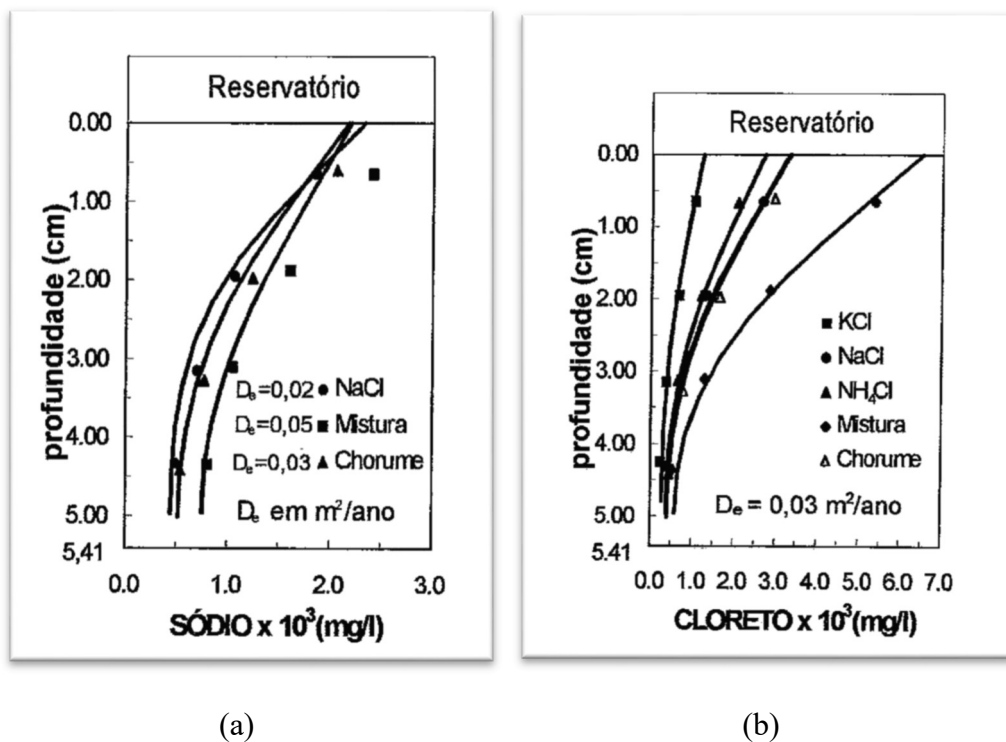 Reservatório
0.00
1.00
2.00
3.00
4.00
5.00
5,41
profundidade (cm)
Dₑ=0,02 ● NaCl
Dₑ=0,05 ■ Mistura
Dₑ=0,03 ▲ Chorume
Dₑ em m²/ano
0.0 1.0 2.0 3.0
SÓDIO x 10³(mg/l)
(a)
Reservatório
0.00
1.00
2.00
3.00
4.00
5.00
5.41
profundidade (cm)
■ KCl
● NaCl
▲ NH₄Cl
◆ Mistura
△ Chorume
Dₑ = 0,03 m²/ano
0.0 1.0 2.0 3.0 4.0 5.0 6.0 7.0
CLORETO x 10³(mg/l)
(b)